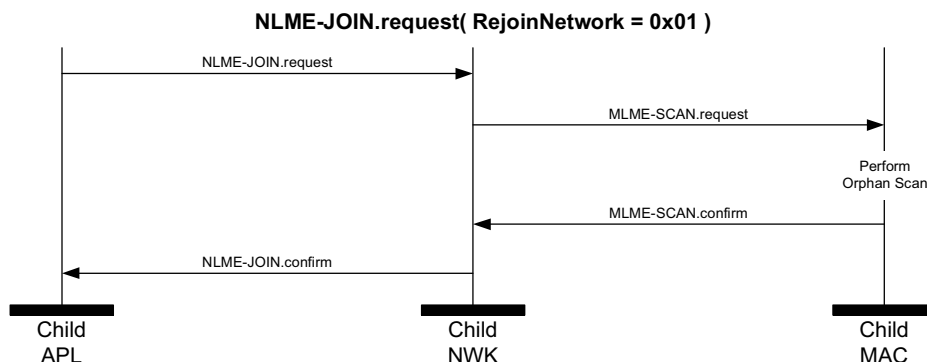 NLME-JOIN.request( RejoinNetwork = 0x01 )
NLME-JOIN.request
MLME-SCAN.request
Perform
Orphan Scan
MLME-SCAN.confirm
NLME-JOIN.confirm
Child
APL
Child
NWK
Child
MAC